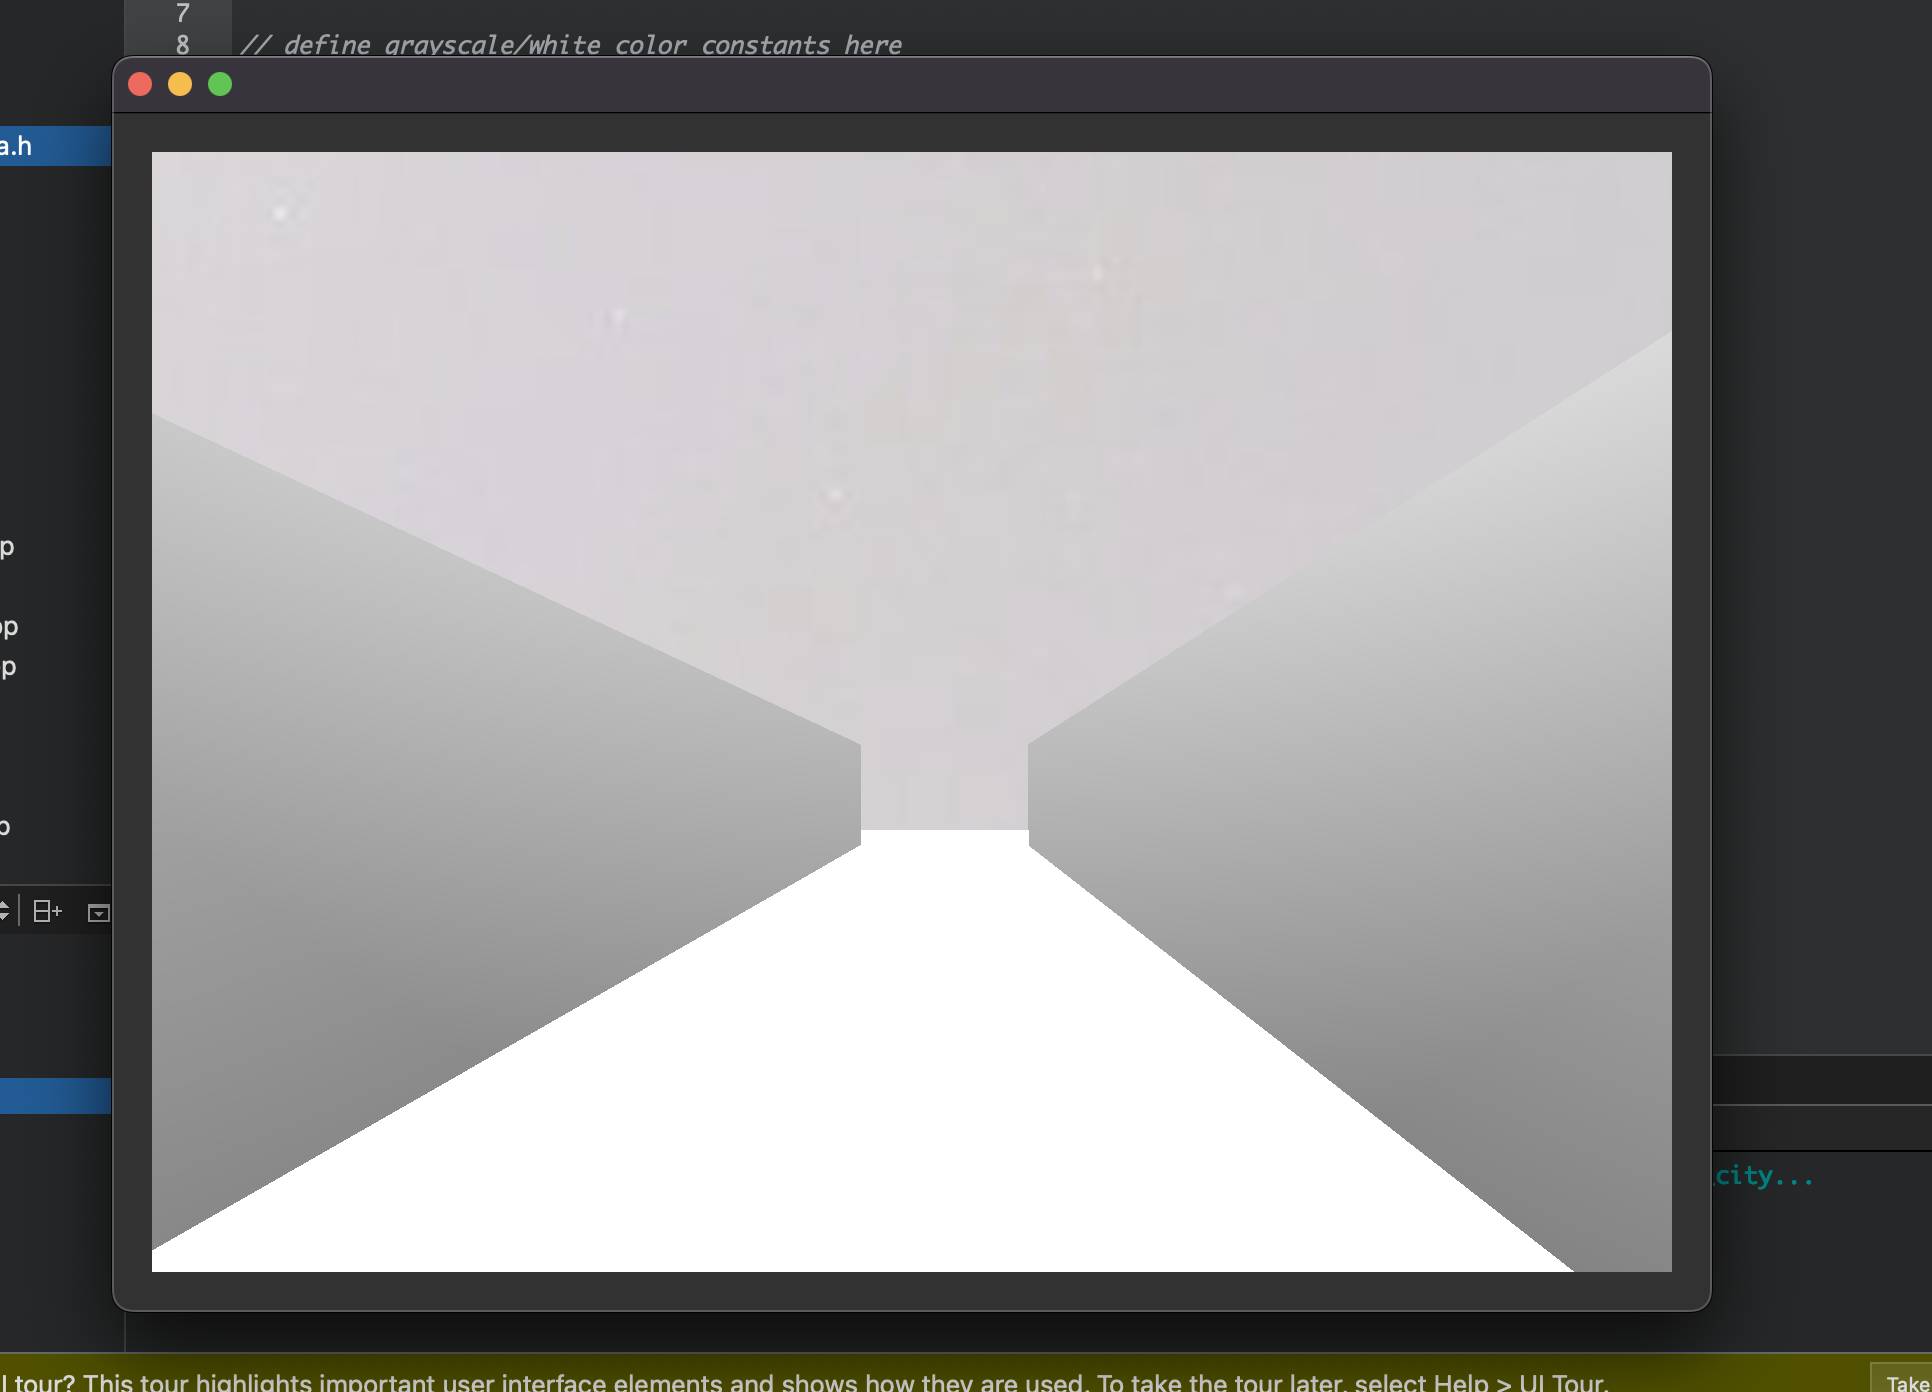 7
8 // define grayscale/white color constants here
a.h
p
pp
p
p
city...
I tour? This tour highlights important user interface elements and shows how they are used. To take the tour later, select Help > UI Tour.
Take